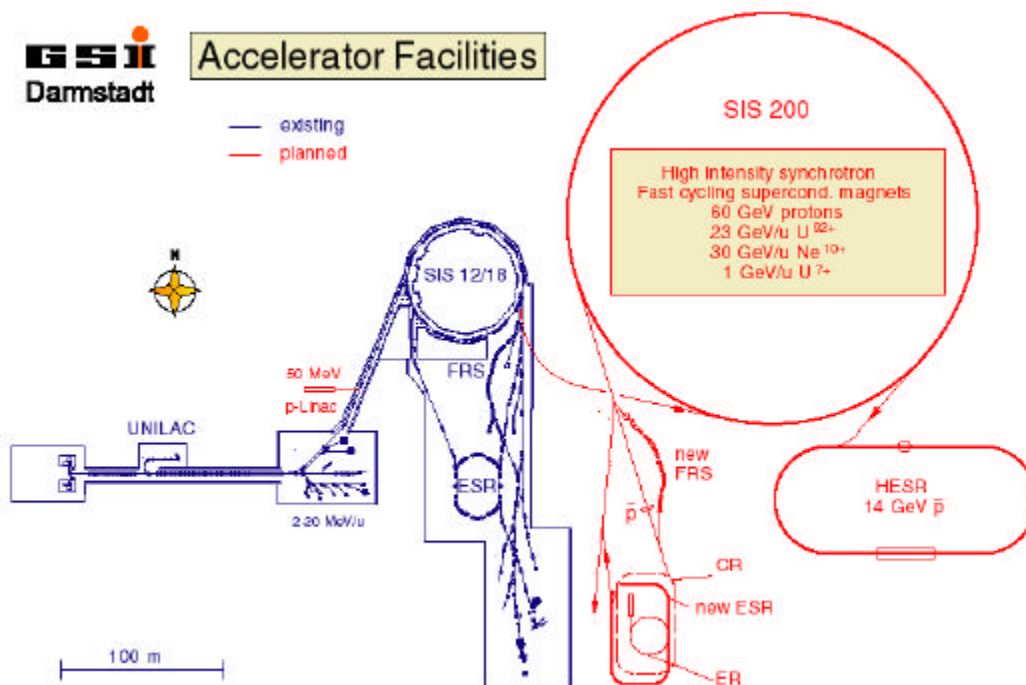 GSI
Darmstadt
Accelerator Facilities
existing
planned
SIS 200
High intensity synchrotron
Fast cycling supercond. magnets
60 GeV protons
23 GeV/u U 92+
30 GeV/u Ne 10+
1 GeV/u U 7+
N
SIS 12/18
50 MeV
p-Linac
FRS
UNILAC
new
FRS
ESR
HESR
14 GeV p̅
p̅
2-20 MeV/u
CR
new ESR
ER
100 m